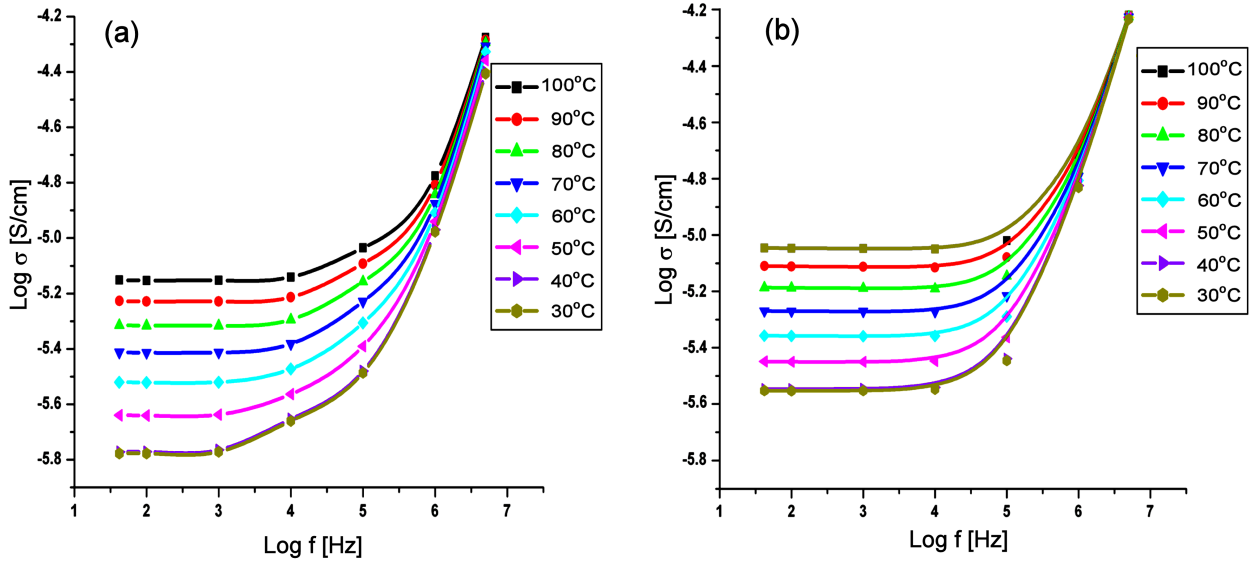 (a)
Log σ [S/cm]
-4.2
-4.4
-4.6
-4.8
-5.0
-5.2
-5.4
-5.6
-5.8
1 2 3 4 5 6 7
Log f [Hz]
100°C
90°C
80°C
70°C
60°C
50°C
40°C
30°C
(b)
Log σ [S/cm]
-4.2
-4.4
-4.6
-4.8
-5.0
-5.2
-5.4
-5.6
-5.8
1 2 3 4 5 6 7
Log f [Hz]
100°C
90°C
80°C
70°C
60°C
50°C
40°C
30°C